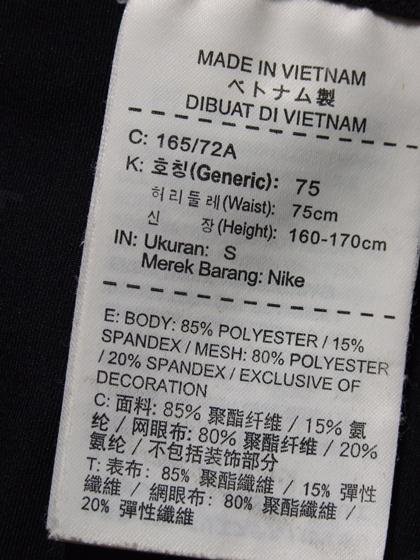 MADE IN VIETNAM
ベトナム製
DIBUAT DI VIETNAM
C: 165/72A
K: 호칭(Generic): 75
허리둘레(Waist): 75cm
신 장(Height): 160-170cm
IN: Ukuran: S
Merek Barang: Nike
E: BODY: 85% POLYESTER / 15%
SPANDEX / MESH: 80% POLYESTER
/ 20% SPANDEX / EXCLUSIVE OF
DECORATION
C: 面料: 85% 聚酯纤维 / 15% 氨
纶 / 网眼布: 80% 聚酯纤维 / 20%
氨纶 / 不包括装饰部分
T: 表布: 85% 聚酯纖維 / 15% 彈性
纖維 / 網眼布: 80% 聚酯纖維 /
20% 彈性纖維